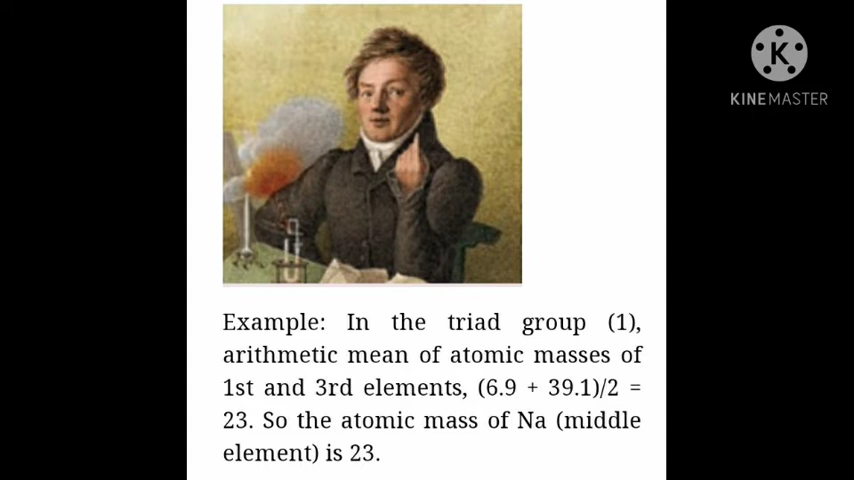 K
KINEMASTER
Example: In the triad group (1),
arithmetic mean of atomic masses of
1st and 3rd elements, (6.9 + 39.1)/2 =
23. So the atomic mass of Na (middle
element) is 23.